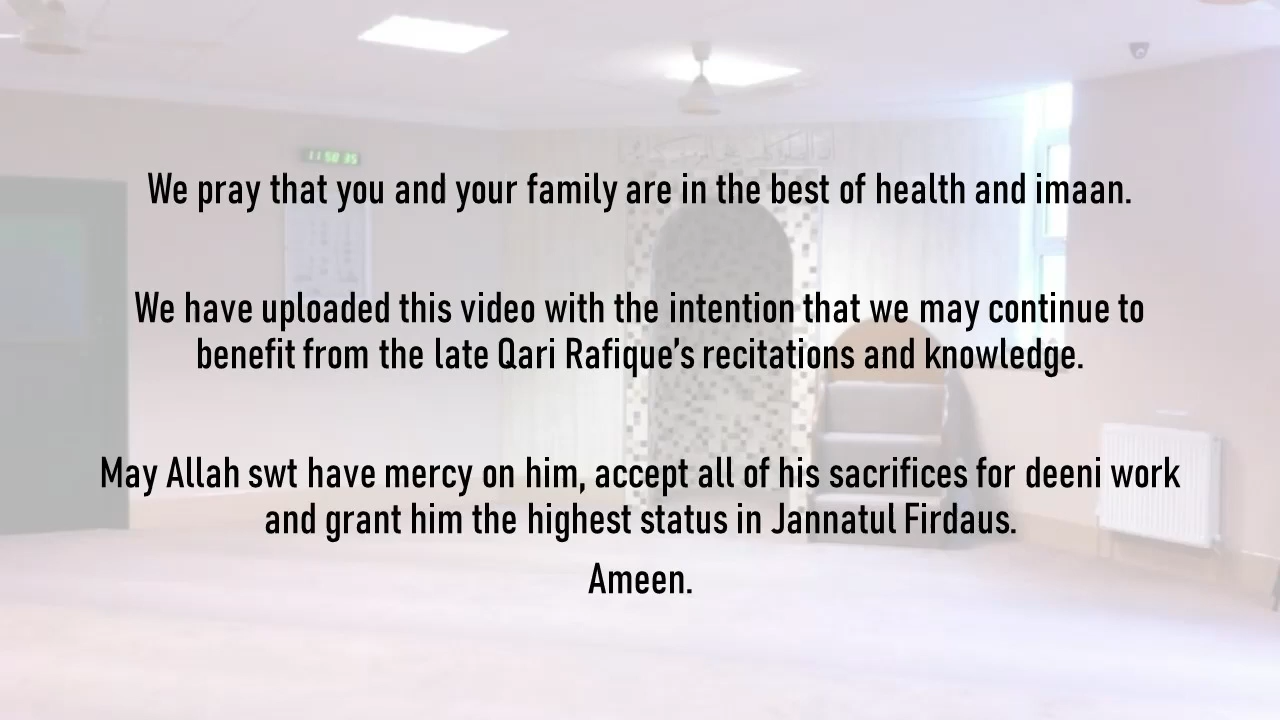 11 50 35
We pray that you and your family are in the best of health and imaan.
We have uploaded this video with the intention that we may continue to
benefit from the late Qari Rafique's recitations and knowledge.
May Allah swt have mercy on him, accept all of his sacrifices for deeni work
and grant him the highest status in Jannatul Firdaus.
Ameen.